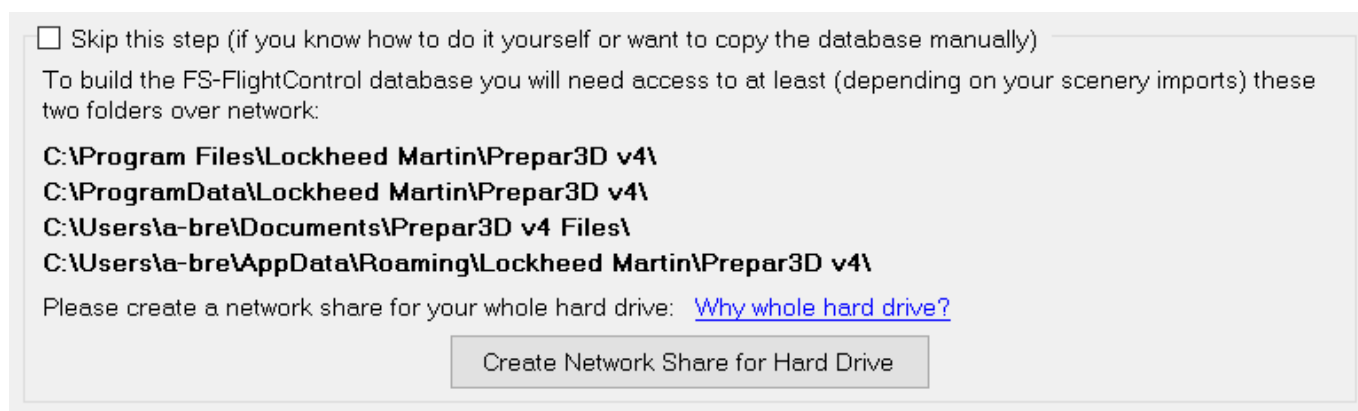 Skip this step (if you know how to do it yourself or want to copy the database manually)
To build the FS-FlightControl database you will need access to at least (depending on your scenery imports) these
two folders over network:
C:\Program Files\Lockheed Martin\Prepar3D v4\
C:\ProgramData\Lockheed Martin\Prepar3D v4\
C:\Users\a-bre\Documents\Prepar3D v4 Files\
C:\Users\a-bre\AppData\Roaming\Lockheed Martin\Prepar3D v4\
Please create a network share for your whole hard drive: Why whole hard drive?
Create Network Share for Hard Drive